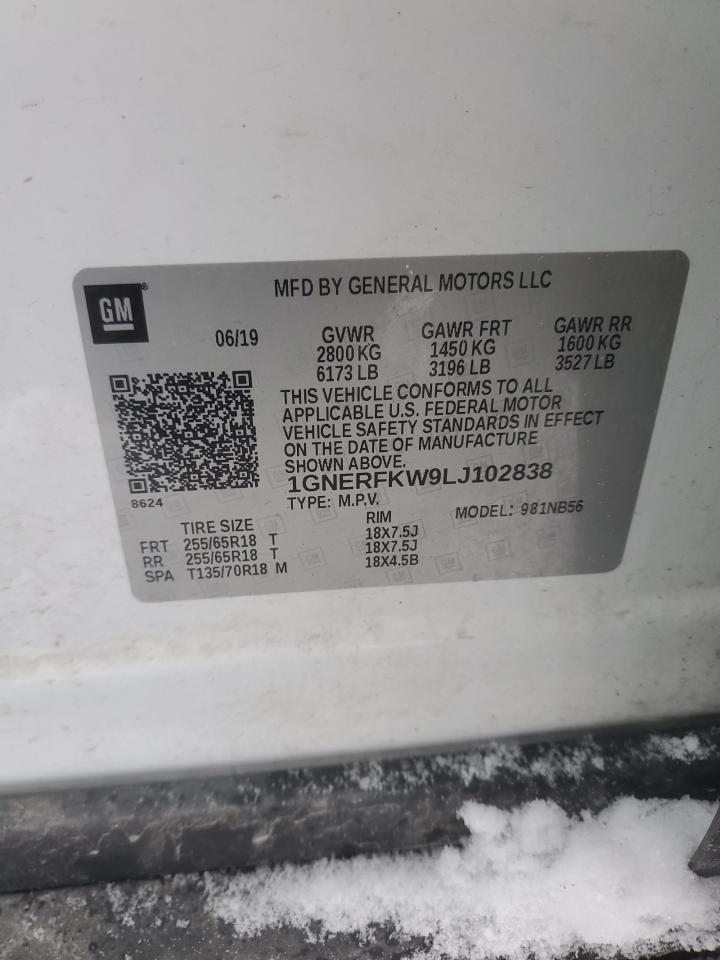 MFD BY GENERAL MOTORS LLC
GM ®
06/19 GVWR GAWR FRT GAWR RR
2800 KG 1450 KG 1600 KG
6173 LB 3196 LB 3527 LB
THIS VEHICLE CONFORMS TO ALL
APPLICABLE U.S. FEDERAL MOTOR
VEHICLE SAFETY STANDARDS IN EFFECT
ON THE DATE OF MANUFACTURE
SHOWN ABOVE.
1GNERFKW9LJ102838
8624
TYPE: M.P.V. MODEL: 981NB56
TIRE SIZE RIM
FRT 255/65R18 T 18X7.5J
RR 255/65R18 T 18X7.5J
SPA T135/70R18 M 18X4.5B